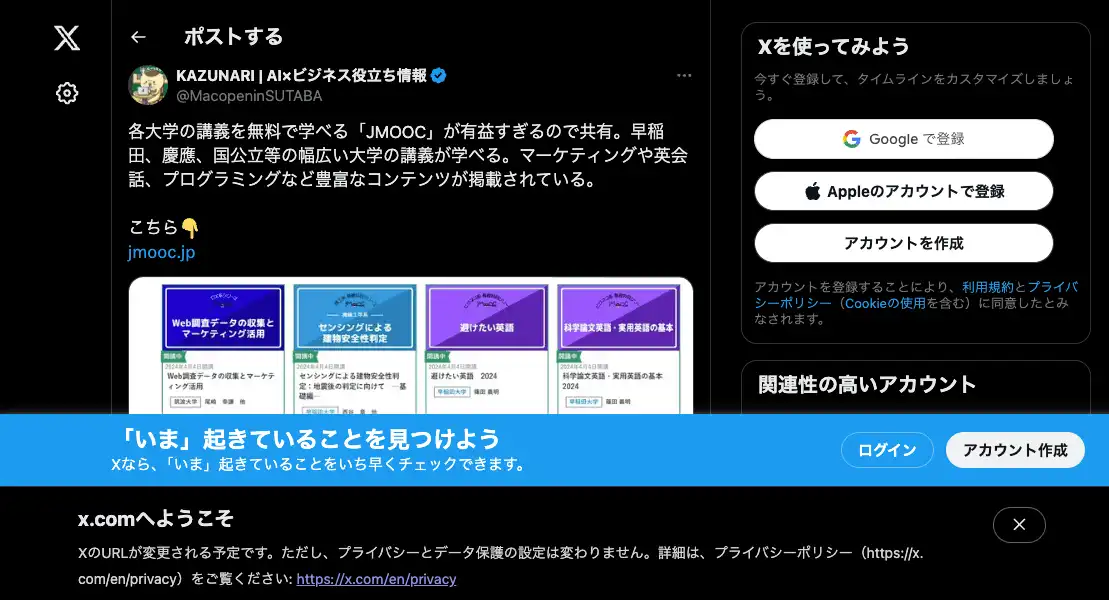 ポストする
KAZUNARI | AI×ビジネス役立ち情報
@MacopeninSUTABA
各大学の講義を無料で学べる「JMOOC」が有益すぎるので共有。早稲
田、慶應、国公立等の幅広い大学の講義が学べる。マーケティングや英会
話、プログラミングなど豊富なコンテンツが掲載されている。
こちら👇
jmooc.jp
Web調査データの収集と
マーケティング活用
開講中
2024年4月4日開講
Web調査データの収集とマーケテ
ィング活用
筑波大学
センシングによる
建物安全性判定
開講中
2024年4月4日開講
センシングによる建物安全性判
定：地震後の判定に向けて ―基
礎編―
早稲田大学
避けたい英語
開講中
2024年4月4日開講
避けたい英語 2024
早稲田大学
篠田 義明
科学論文英語・実用英語の基本
開講中
2024年4月4日開講
科学論文英語・実用英語の基本
2024
早稲田大学
篠田 義明
Xを使ってみよう
今すぐ登録して、タイムラインをカスタマイズしましょ
う。
Google で登録
Appleのアカウントで登録
アカウントを作成
アカウントを登録することにより、利用規約とプライバ
シーポリシー（Cookieの使用を含む）に同意したとみ
なされます。
関連性の高いアカウント
「いま」起きていることを見つけよう
Xなら、「いま」起きていることをいち早くチェックできます。
ログイン
アカウント作成
x.comへようこそ
XのURLが変更される予定です。ただし、プライバシーとデータ保護の設定は変わりません。詳細は、プライバシーポリシー（https://x.
com/en/privacy）をご覧ください: https://x.com/en/privacy